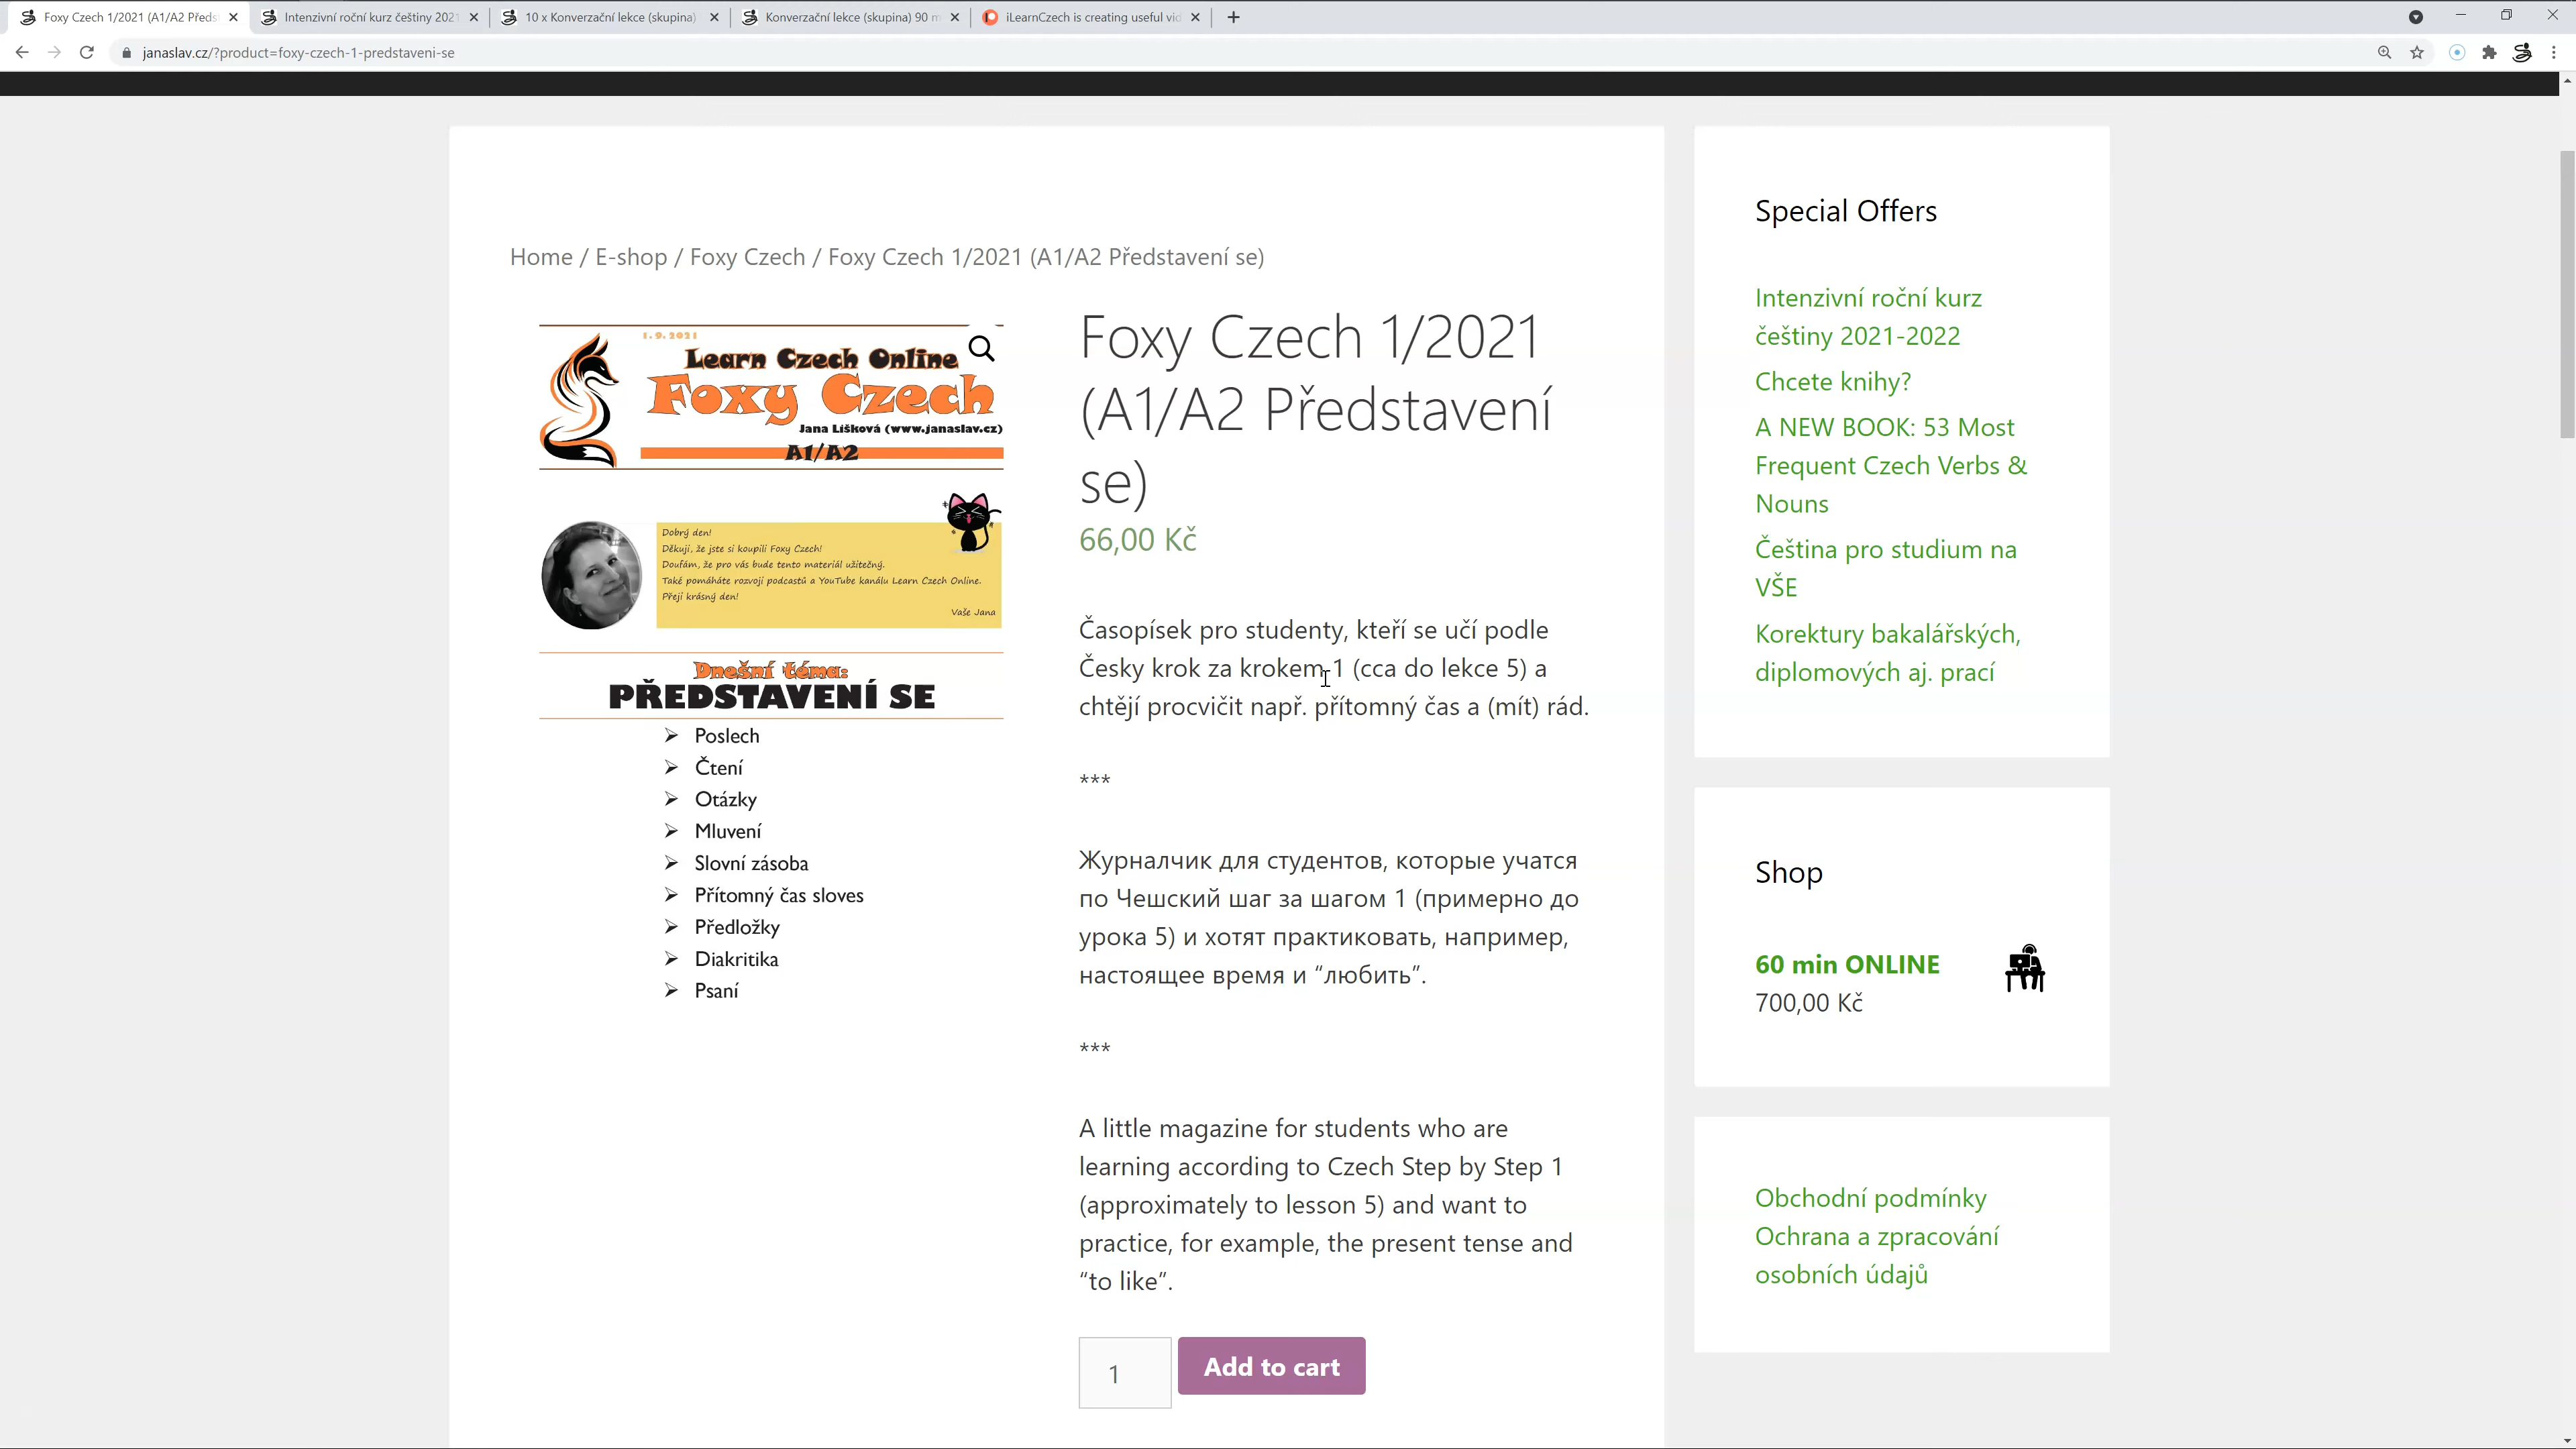 Foxy Czech 1/2021 (A1/A2 Předs
Intenzivní roční kurz češtiny 2021
10 x Konverzační lekce (skupina)
Konverzační lekce (skupina) 90 m
iLearnCzech is creating useful vid
janaslav.cz/?product=foxy-czech-1-predstaveni-se
Home / E-shop / Foxy Czech / Foxy Czech 1/2021 (A1/A2 Představení se)
1.9.2021
Learn Czech Online
Foxy Czech
Jana Líšková (www.janaslav.cz)
A1/A2
Dobrý den!
Děkuji, že jste si koupili Foxy Czech!
Doufám, že pro vás bude tento materiál užitečný.
Také pomáháte rozvoji podcastů a YouTube kanálu Learn Czech Online.
Přeji krásný den!
Vaše Jana
Dnešní téma:
PŘEDSTAVENÍ SE
Poslech
Čtení
Otázky
Mluvení
Slovní zásoba
Přítomný čas sloves
Předložky
Diakritika
Psaní
Foxy Czech 1/2021
(A1/A2 Představení
se)
66,00 Kč
Časopísek pro studenty, kteří se učí podle
Česky krok za krokem 1 (cca do lekce 5) a
chtějí procvičit např. přítomný čas a (mít) rád.
***
Журналчик для студентов, которые учатся
по Чешский шаг за шагом 1 (примерно до
урока 5) и хотят практиковать, например,
настоящее время и “любить”.
***
A little magazine for students who are
learning according to Czech Step by Step 1
(approximately to lesson 5) and want to
practice, for example, the present tense and
“to like”.
1
Add to cart
Special Offers
Intenzivní roční kurz
češtiny 2021-2022
Chcete knihy?
A NEW BOOK: 53 Most
Frequent Czech Verbs &
Nouns
Čeština pro studium na
VŠE
Korektury bakalářských,
diplomových aj. prací
Shop
60 min ONLINE
700,00 Kč
Obchodní podmínky
Ochrana a zpracování
osobních údajů